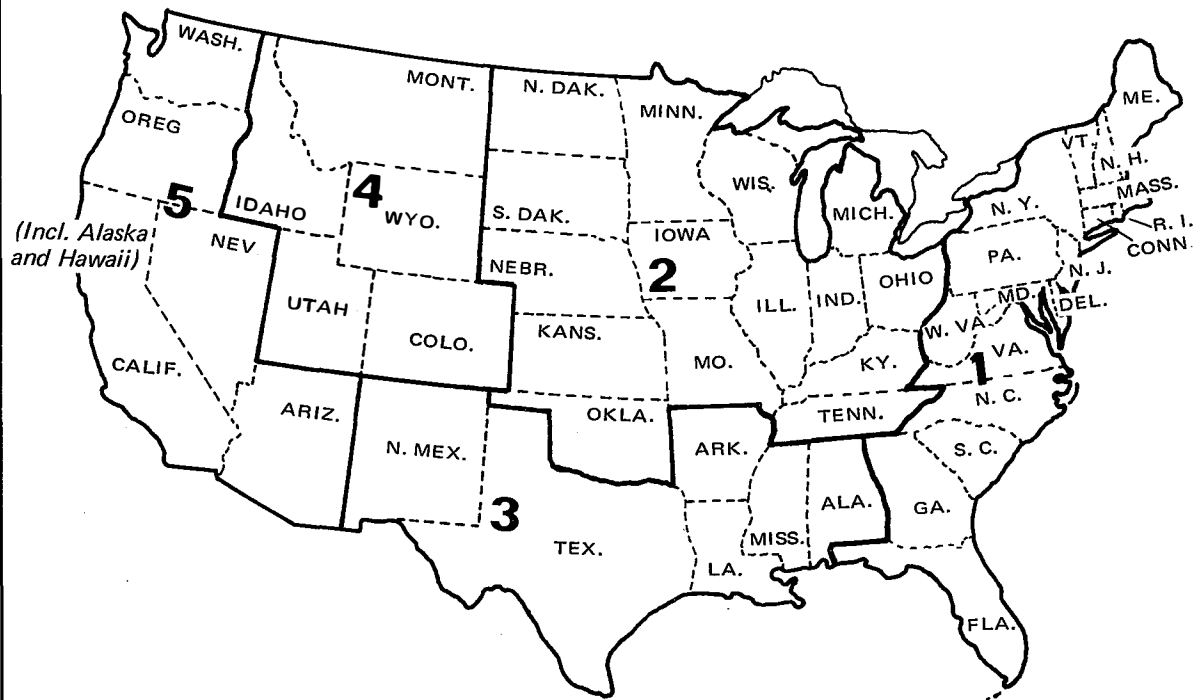 WASH.
MONT.
N. DAK.
MINN.
ME.
OREG
VT.
N. H.
WIS.
MASS.
5
IDAHO
4
WYO.
S. DAK.
MICH.
N. Y.
R. I.
CONN.
(Incl. Alaska
and Hawaii)
NEV
IOWA
NEBR.
2
OHIO
PA.
N. J.
UTAH
COLO.
KANS.
ILL.
IND.
MD.
DEL.
W. VA.
VA.
CALIF.
MO.
KY.
1
N. C.
ARIZ.
N. MEX.
OKLA.
ARK.
TENN.
S. C.
3
TEX.
MISS.
ALA.
GA.
LA.
FLA.